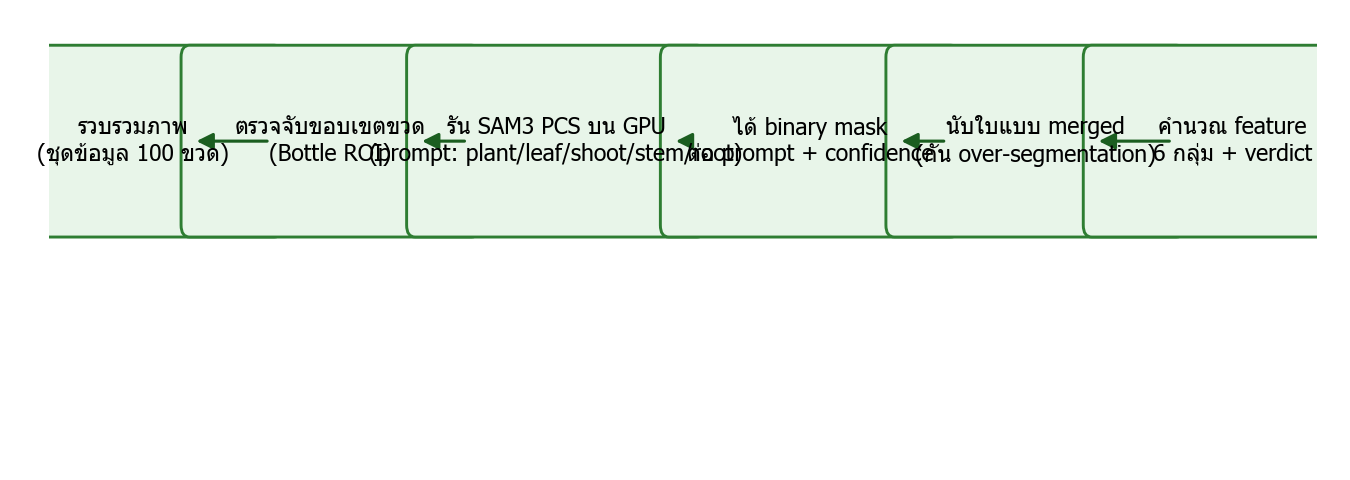 รวบรวมภาพ
(ชุดข้อมูล 100 ขวด)
ตรวจจับขอบเขตขวด
(Bottle ROI)
รัน SAM3 PCS บน GPU
(prompt: plant/leaf/shoot/stem/root)
ได้ binary mask
ต่อ prompt + confidence
นับใบแบบ merged
(กัน over-segmentation)
คำนวณ feature
6 กลุ่ม + verdict